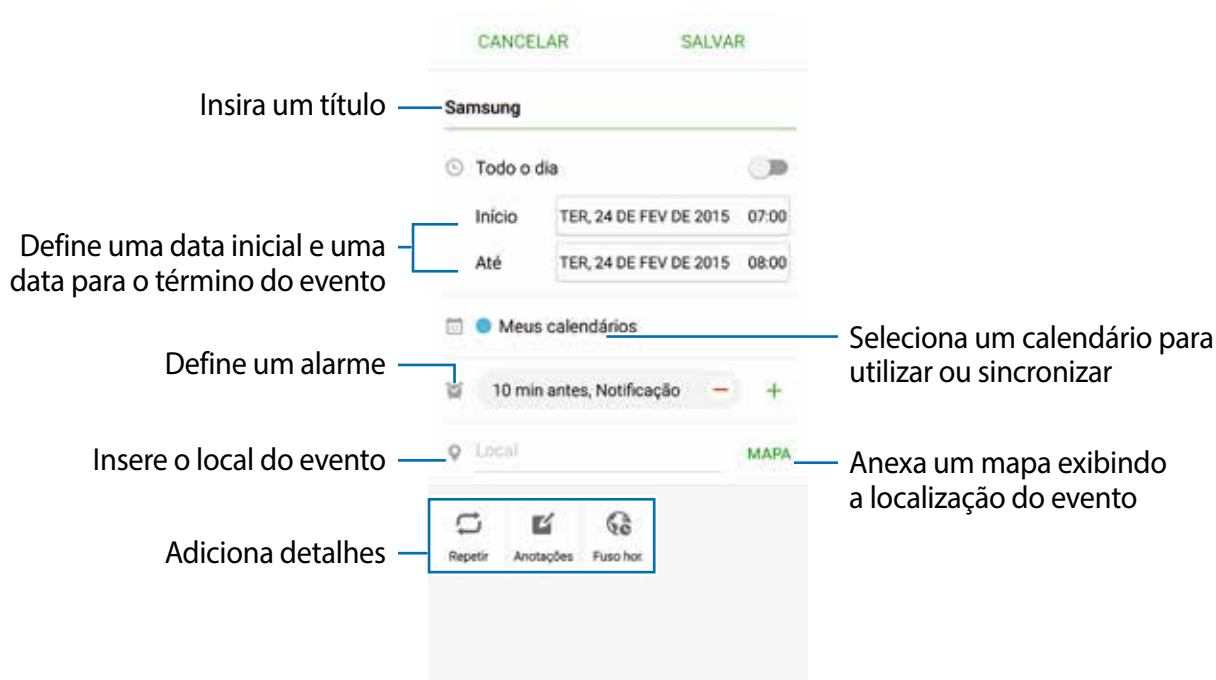 CANCELAR SALVAR
Insira um título
Samsung
Todo o dia
Início TER, 24 DE FEV DE 2015 07:00
Define uma data inicial e uma
data para o término do evento
Até TER, 24 DE FEV DE 2015 08:00
Meus calendários
Seleciona um calendário para
utilizar ou sincronizar
Define um alarme
10 min antes, Notificação
Insere o local do evento
Local MAPA
Anexa um mapa exibindo
a localização do evento
Adiciona detalhes
Repetir Anotações Fuso hor.